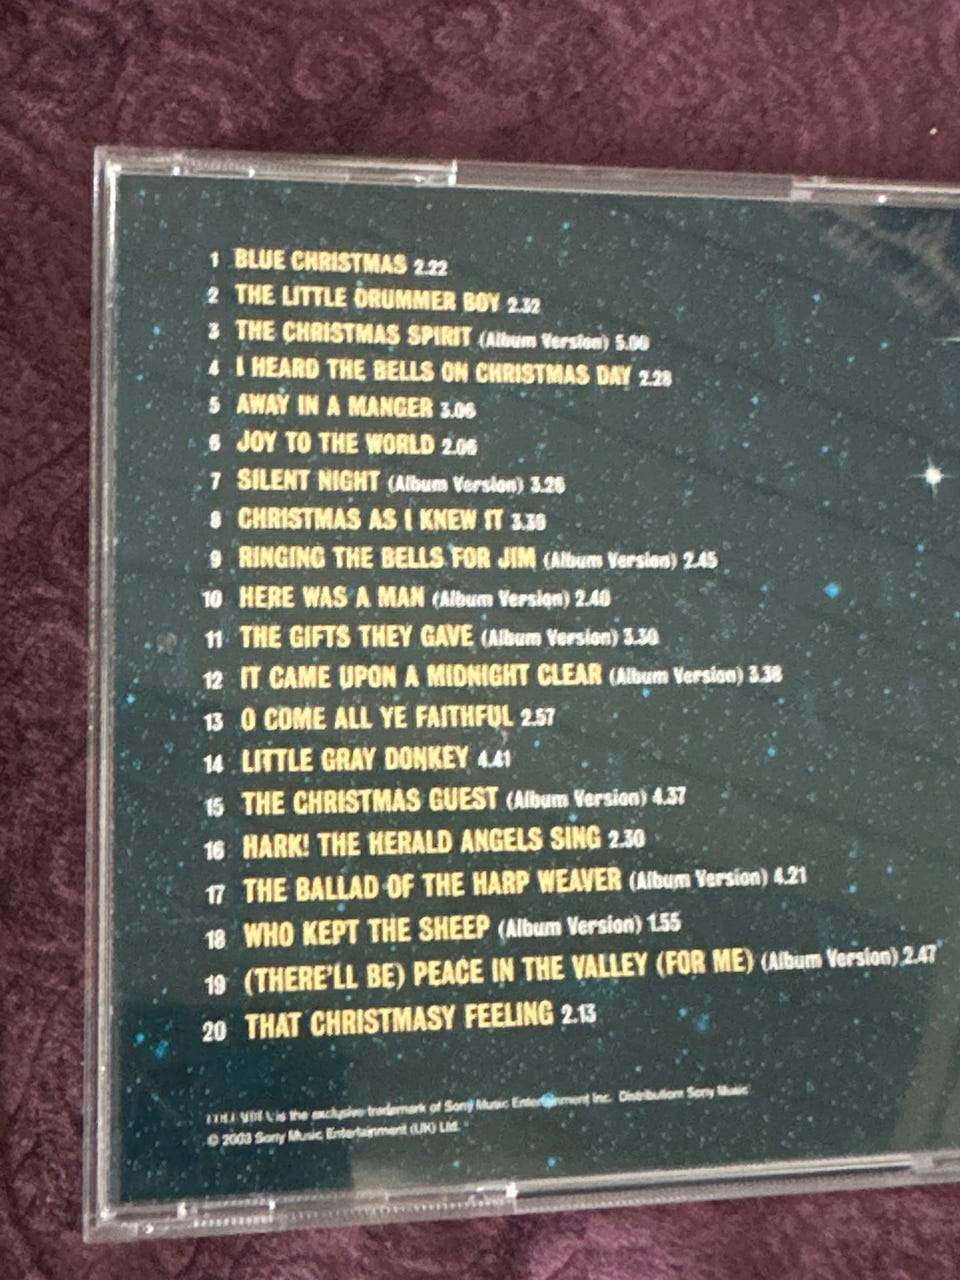 1 BLUE CHRISTMAS 2.22
2 THE LITTLE DRUMMER BOY 2.32
3 THE CHRISTMAS SPIRIT (Album Version) 5.00
4 I HEARD THE BELLS ON CHRISTMAS DAY 2.28
5 AWAY IN A MANGER 3.06
6 JOY TO THE WORLD 2.06
7 SILENT NIGHT (Album Version) 3.26
8 CHRISTMAS AS I KNEW IT 3.39
9 RINGING THE BELLS FOR JIM (Album Version) 2.45
10 HERE WAS A MAN (Album Version) 2.40
11 THE GIFTS THEY GAVE (Album Version) 3.30
12 IT CAME UPON A MIDNIGHT CLEAR (Album Version) 3.38
13 O COME ALL YE FAITHFUL 2.57
14 LITTLE GRAY DONKEY 4.41
15 THE CHRISTMAS GUEST (Album Version) 4.37
16 HARK! THE HERALD ANGELS SING 2.30
17 THE BALLAD OF THE HARP WEAVER (Album Version) 4.21
18 WHO KEPT THE SHEEP (Album Version) 1.55
19 (THERE'LL BE) PEACE IN THE VALLEY (FOR ME) (Album Version) 2.47
20 THAT CHRISTMASY FEELING 2.13
is the exclusive trademark of Sony Music Entertainment Inc. Distribution: Sony Music
© 2003 Sony Music Entertainment (UK) Ltd.